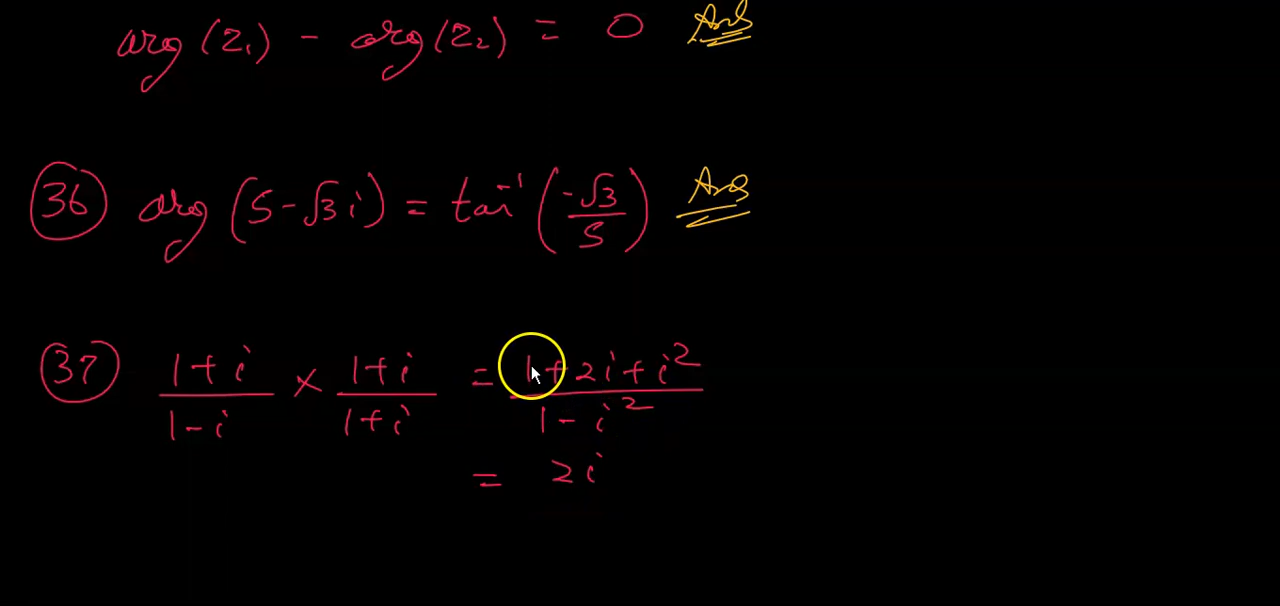 arg(z₁) - arg(z₂) = 0 Ans
36 arg(5-√3i) = tan⁻¹(-√3/5) Ans
37 (1+i)/(1-i) × (1+i)/(1+i) = (1+2i+i²)/(1-i²)
= 2i